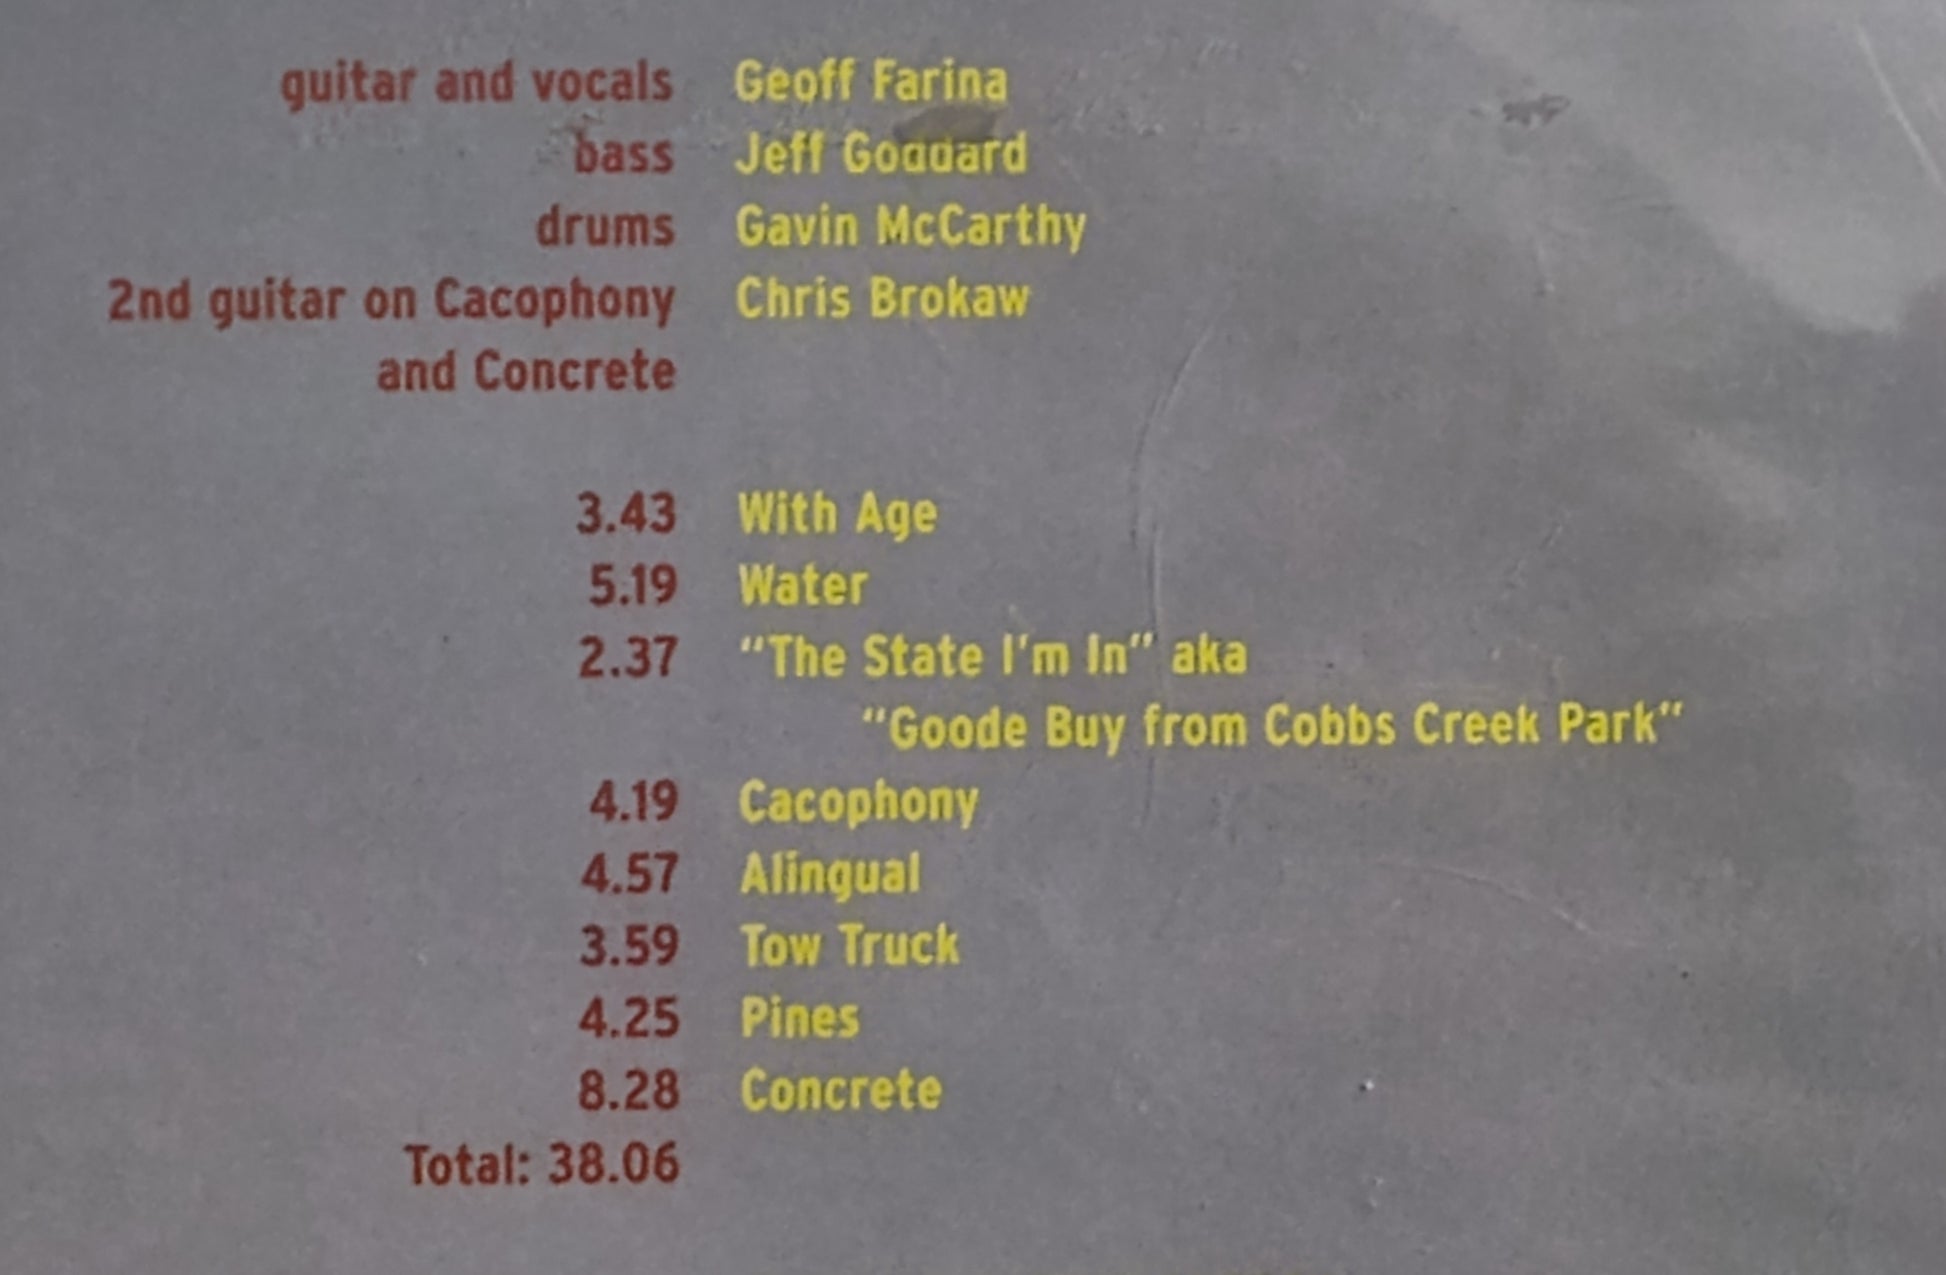 guitar and vocals Geoff Farina
bass Jeff Goddard
drums Gavin McCarthy
2nd guitar on Cacophony Chris Brokaw
and Concrete
3.43 With Age
5.19 Water
2.37 "The State I'm In" aka
"Goode Buy from Cobbs Creek Park"
4.19 Cacophony
4.57 Alingual
3.59 Tow Truck
4.25 Pines
8.28 Concrete
Total: 38.06